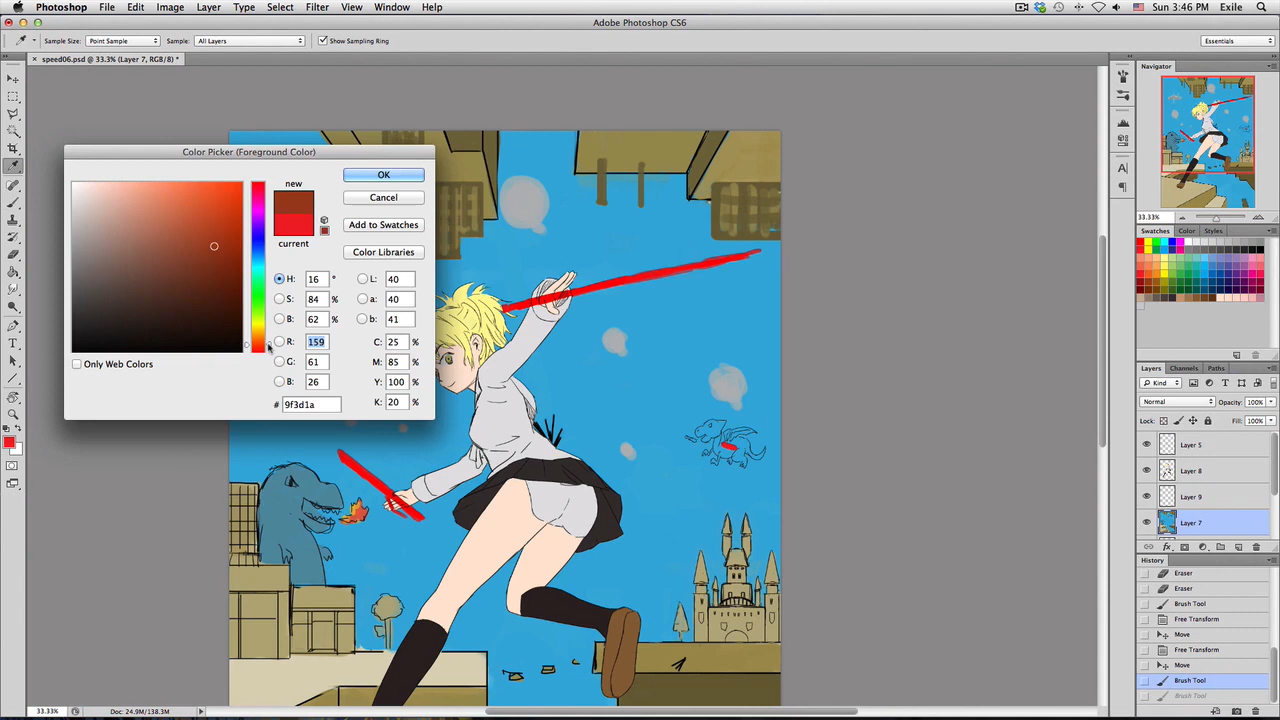 Photoshop File Edit Image Layer Type Select Filter View Window Help Sun 3:46 PM Exile
Adobe Photoshop CS6
Sample Size: Point Sample Sample: All Layers Show Sampling Ring Essentials
speed06.psd @ 33.3% (Layer 7, RGB/8) *
Navigator
33.33%
Swatches Color Styles
Color Picker (Foreground Color)
new
current
OK
Cancel
Add to Swatches
Color Libraries
H: 16 ° L: 40
S: 84 % a: 40
B: 62 % b: 41
R: 159 C: 25 %
G: 61 M: 85 %
B: 26 Y: 100 %
# 9f3d1a K: 20 %
Only Web Colors
Layers Channels Paths
Kind
Normal Opacity: 100%
Lock: Fill: 100%
Layer 5
Layer 8
Layer 9
Layer 7
History
Eraser
Eraser
Brush Tool
Free Transform
Move
Free Transform
Move
Brush Tool
Brush Tool
33.33% Doc: 24.9M/138.3M